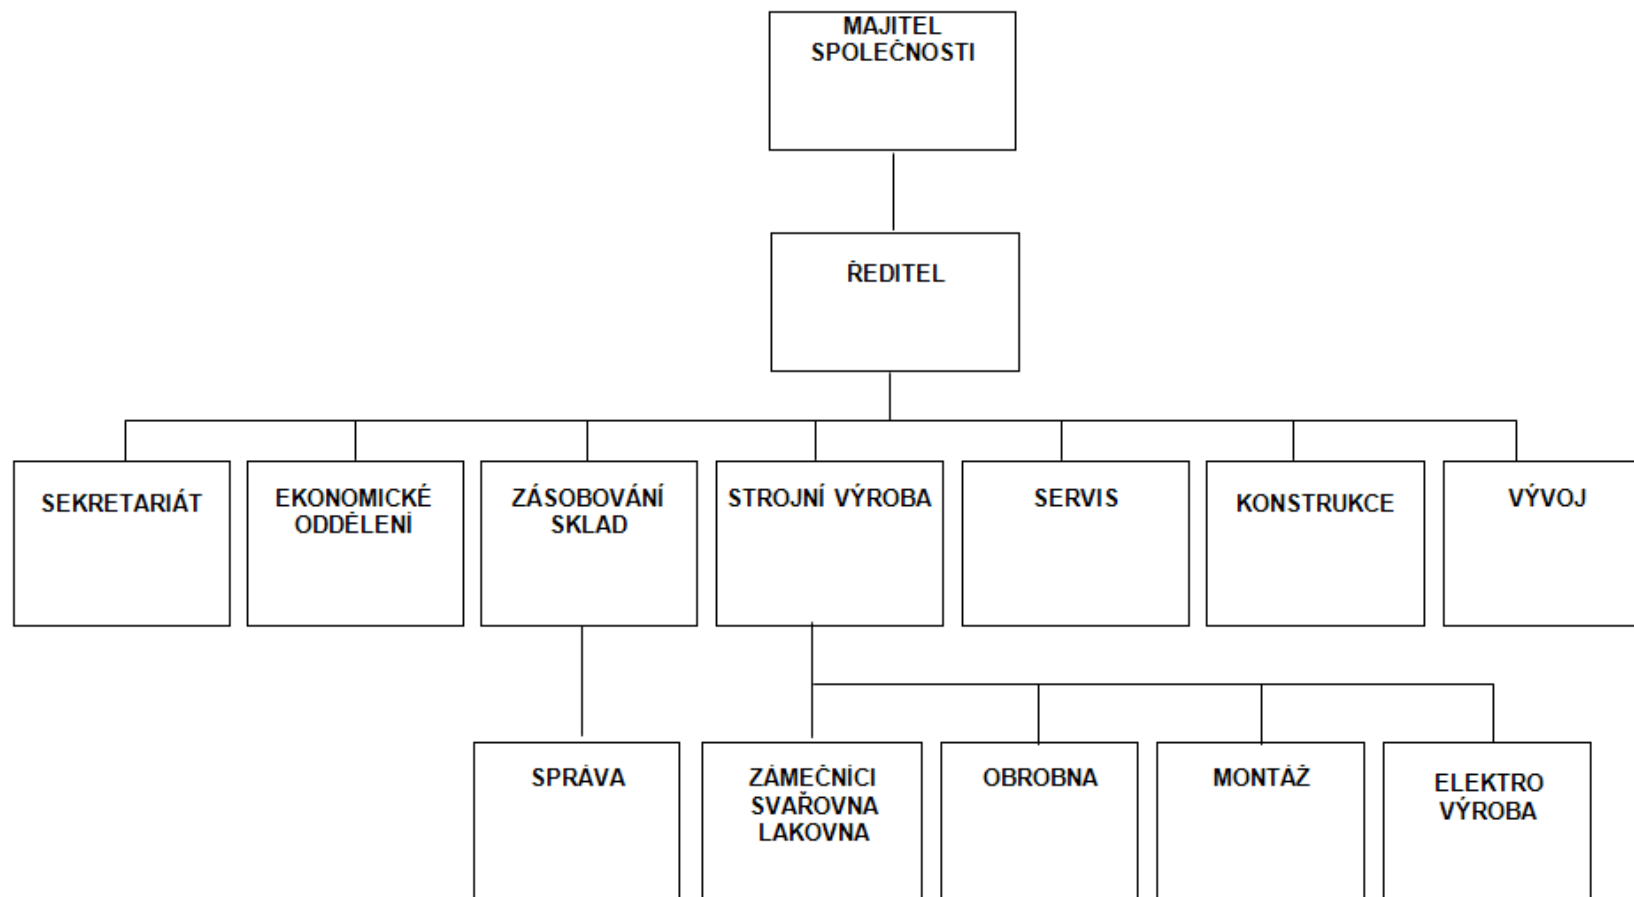 MAJITEL
SPOLEČNOSTI
ŘEDITEL
SEKRETARIÁT
EKONOMICKÉ
ODDĚLENÍ
ZÁSOBOVÁNÍ
SKLAD
STROJNÍ VÝROBA
SERVIS
KONSTRUKCE
VÝVOJ
SPRÁVA
ZÁMEČNÍCI
SVAŘOVNA
LAKOVNA
OBROBNA
MONTÁŽ
ELEKTRO
VÝROBA